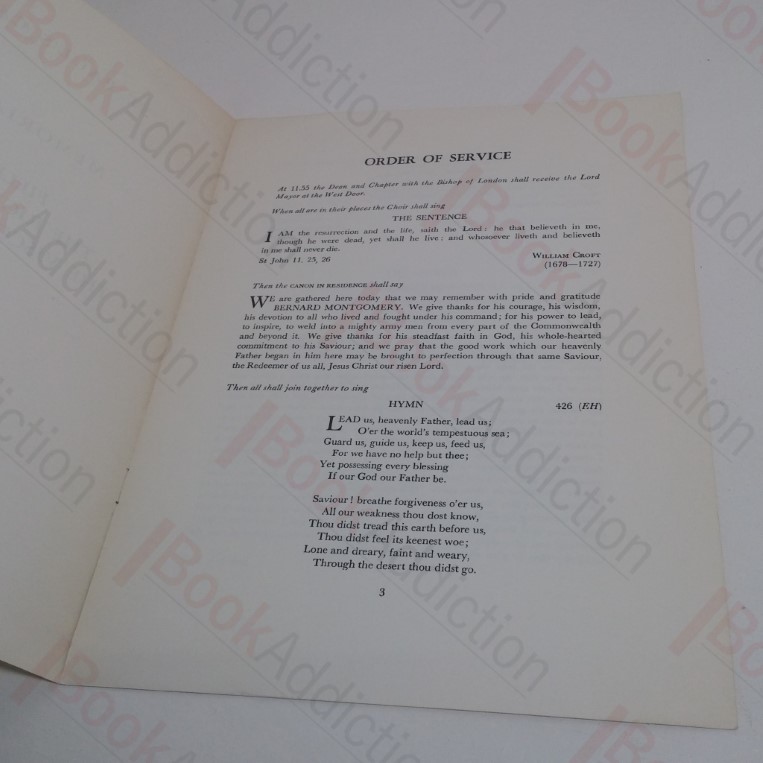 ORDER OF SERVICE
At 11.55 the Dean and Chapter with the Bishop of London shall receive the Lord
Mayor at the West Door.
When all are in their places the Choir shall sing
THE SENTENCE
I AM the resurrection and the life, saith the Lord: he that believeth in me,
though he were dead, yet shall he live: and whosoever liveth and believeth
in me shall never die.
St John 11. 25, 26
WILLIAM CROFT
(1678—1727)
Then the CANON IN RESIDENCE shall say
WE are gathered here today that we may remember with pride and gratitude
BERNARD MONTGOMERY. We give thanks for his courage, his wisdom,
his devotion to all who lived and fought under his command; for his power to lead,
to inspire, to weld into a mighty army men from every part of the Commonwealth
and beyond it. We give thanks for his steadfast faith in God, his whole-hearted
commitment to his Saviour; and we pray that the good work which our heavenly
Father began in him here may be brought to perfection through that same Saviour,
the Redeemer of us all, Jesus Christ our risen Lord.
Then all shall join together to sing
HYMN
426 (EH)
LEAD us, heavenly Father, lead us;
O'er the world's tempestuous sea;
Guard us, guide us, keep us, feed us,
For we have no help but thee;
Yet possessing every blessing
If our God our Father be.
Saviour! breathe forgiveness o'er us,
All our weakness thou dost know,
Thou didst tread this earth before us,
Thou didst feel its keenest woe;
Lone and dreary, faint and weary,
Through the desert thou didst go.
3
BookAddiction